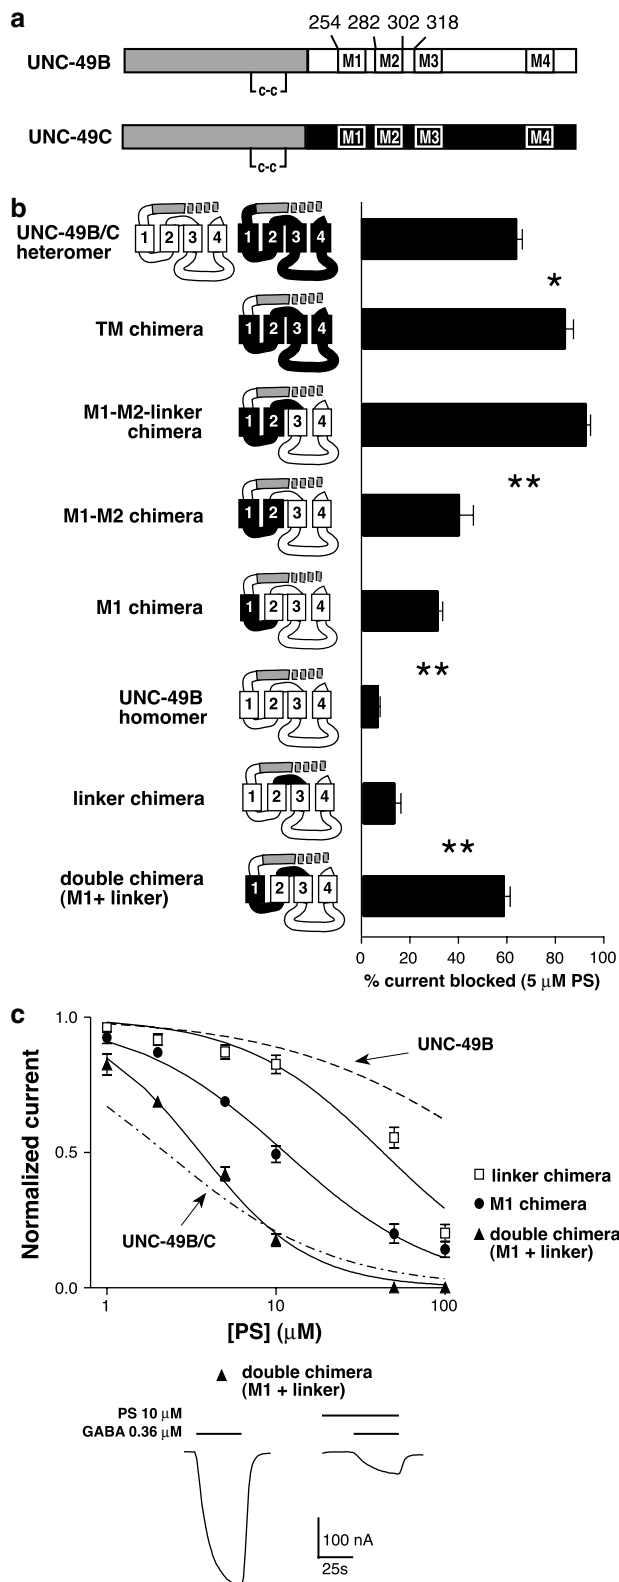 a
254 282 302 318
UNC-49B
M1 M2 M3 M4
c-c
UNC-49C
M1 M2 M3 M4
c-c
b
UNC-49B/C
heteromer
1 2 3 4 1 2 3 4
*
TM chimera
1 2 3 4
M1-M2-linker
chimera
1 2 3 4
**
M1-M2 chimera
1 2 3 4
M1 chimera
1 2 3 4
**
UNC-49B
homomer
1 2 3 4
linker chimera
1 2 3 4
**
double chimera
(M1+ linker)
1 2 3 4
0 20 40 60 80 100
% current blocked (5 μM PS)
c
1.0
0.5
0.0
Normalized current
UNC-49B
UNC-49B/C
linker chimera
M1 chimera
double chimera
(M1 + linker)
1 10 100
[PS] (μM)
double chimera
(M1 + linker)
PS 10 μM
GABA 0.36 μM
100 nA
25s